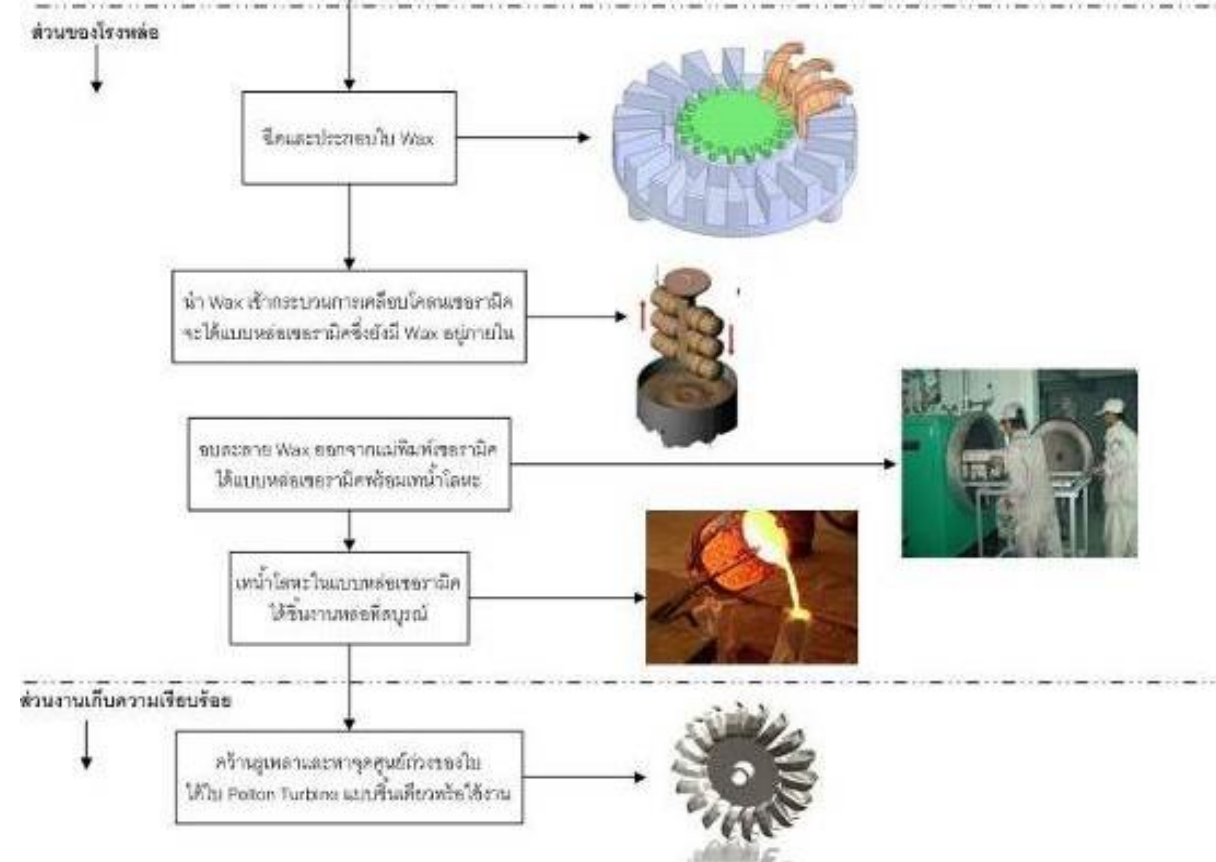 ส่วนของโรงหล่อ
ฉีดและประกอบใบ Wax
นำ Wax เข้ากระบวนการเคลือบโคลนเซอรามิค
จะได้แบบหล่อเซอรามิคซึ่งยังมี Wax อยู่ภายใน
อบละลาย Wax ออกจากแม่พิมพ์เซอรามิค
ได้แบบหล่อเซอรามิคพร้อมเทน้ำโลหะ
เทน้ำโลหะในแบบหล่อเซอรามิค
ได้ชิ้นงานหล่อที่สบูรณ์
ส่วนงานเก็บความเรียบร้อย
คว้านรูเพลาและหาจุดศูนย์ถ่วงของใบ
ได้ใบ Pelton Turbine แบบชิ้นเดียวพร้อใช้งาน